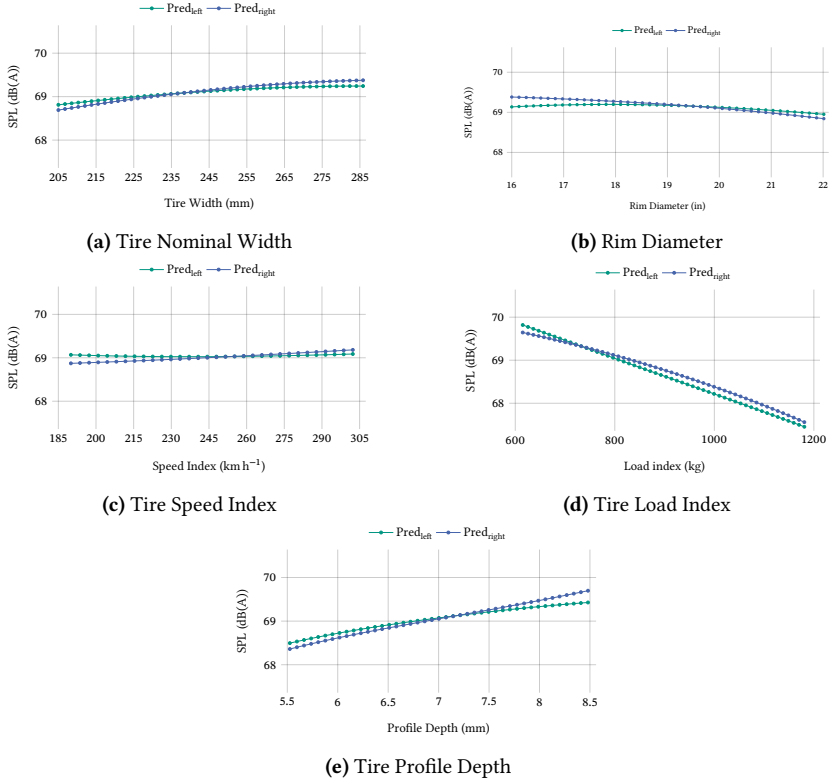 Pred_left Pred_right
70
69
68
SPL (dB(A))
205 215 225 235 245 255 265 275 285
Tire Width (mm)
(a) Tire Nominal Width
Pred_left Pred_right
70
69
68
SPL (dB(A))
16 17 18 19 20 21 22
Rim Diameter (in)
(b) Rim Diameter
Pred_left Pred_right
70
69
68
SPL (dB(A))
185 200 215 230 245 260 275 290 305
Speed Index (km h⁻¹)
(c) Tire Speed Index
Pred_left Pred_right
70
69
68
SPL (dB(A))
600 800 1000 1200
Load index (kg)
(d) Tire Load Index
Pred_left Pred_right
70
69
68
SPL (dB(A))
5.5 6 6.5 7 7.5 8 8.5
Profile Depth (mm)
(e) Tire Profile Depth